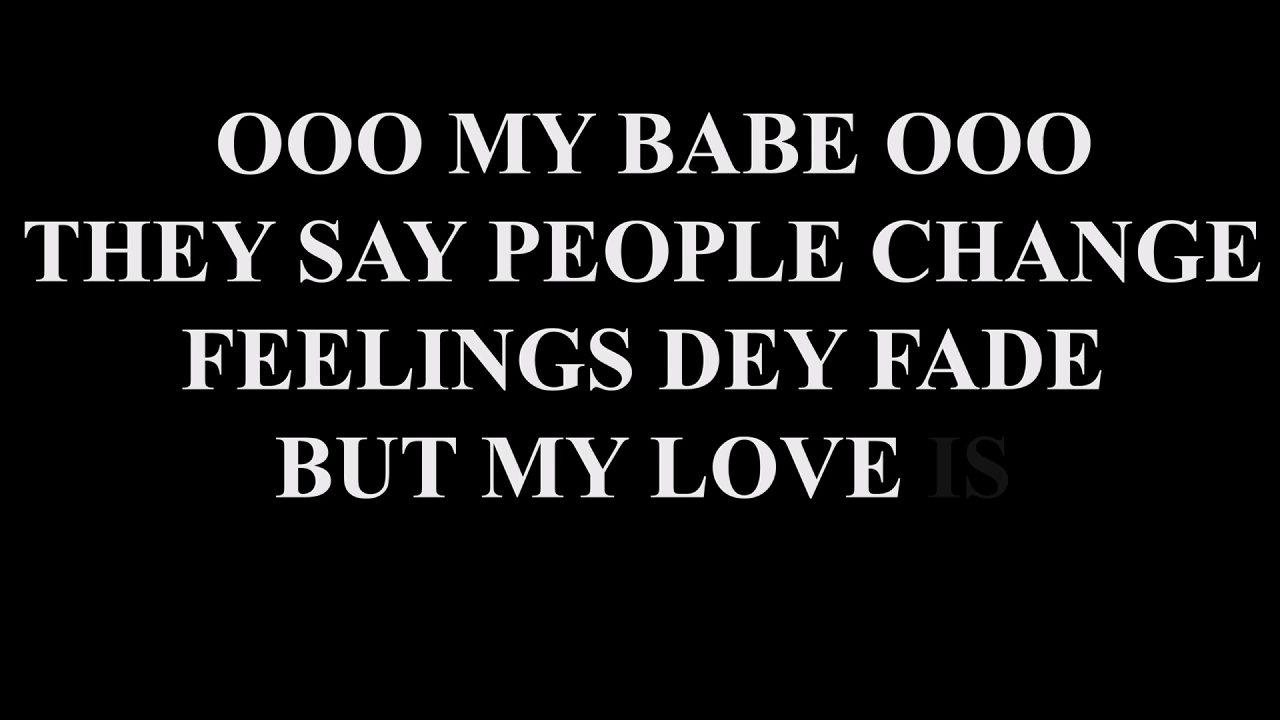 OOO MY BABE OOO
THEY SAY PEOPLE CHANGE
FEELINGS DEY FADE
BUT MY LOVE IS